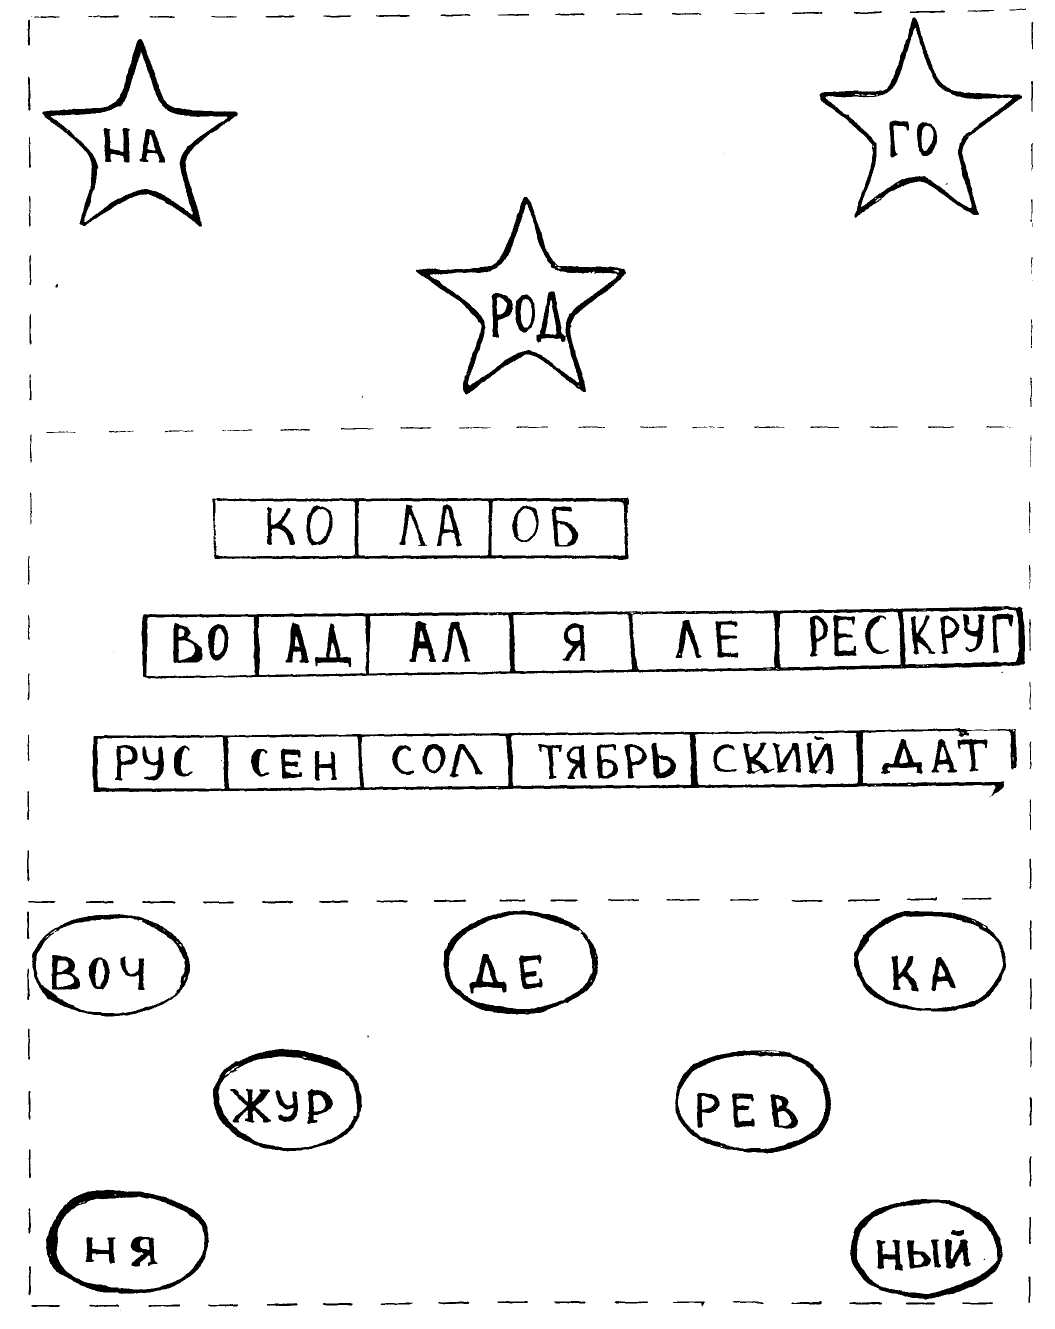 НА ГО
РОД
КО ЛА ОБ
ВО АД АЛ Я ЛЕ РЕС КРУГ
РУС СЕН СОЛ ТЯБРЬ СКИЙ ДАТ
ВОЧ ДЕ КА
ЖУР РЕВ
НЯ НЫЙ